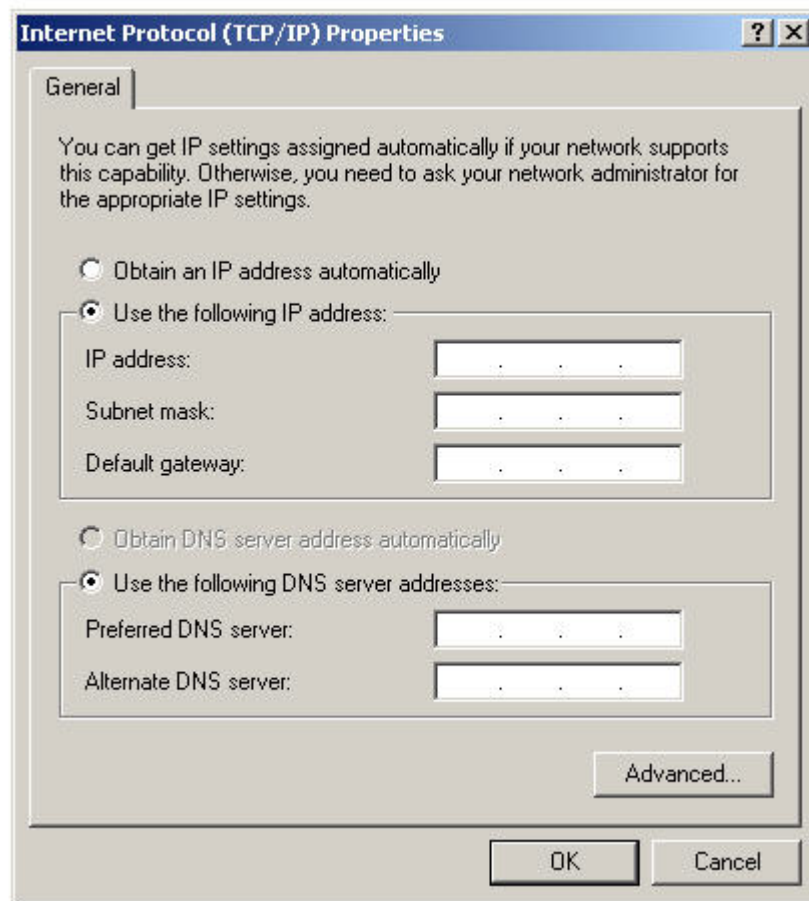 Internet Protocol (TCP/IP) Properties
General
You can get IP settings assigned automatically if your network supports
this capability. Otherwise, you need to ask your network administrator for
the appropriate IP settings.
Obtain an IP address automatically
Use the following IP address:
IP address:
Subnet mask:
Default gateway:
Obtain DNS server address automatically
Use the following DNS server addresses:
Preferred DNS server:
Alternate DNS server:
Advanced...
OK Cancel